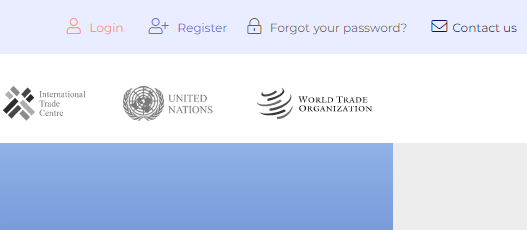 Login Register Forgot your password? Contact us
International
Trade
Centre
UNITED
NATIONS
WORLD TRADE
ORGANIZATION